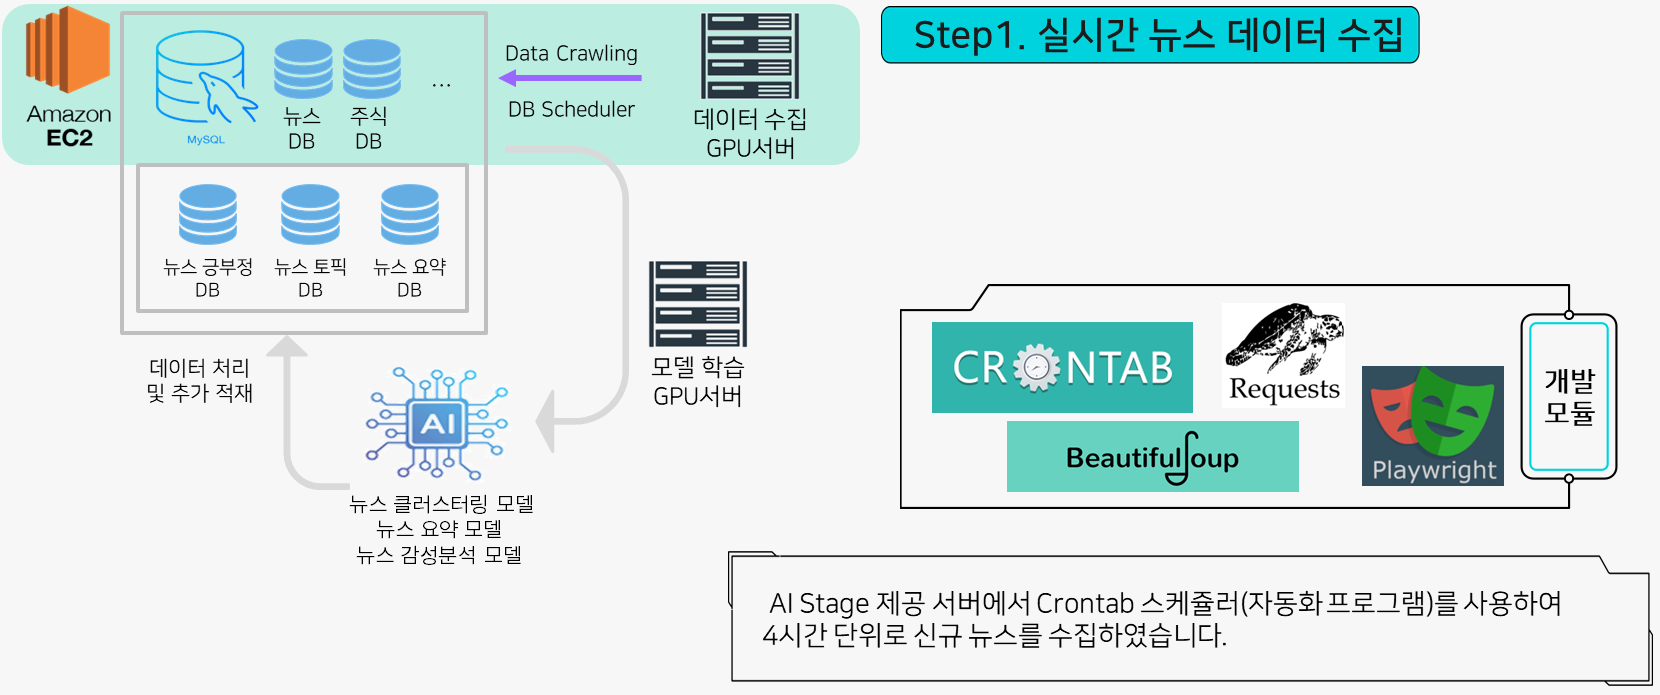 Step1. 실시간 뉴스 데이터 수집
Amazon
EC2
MySQL
뉴스
DB
주식
DB
...
Data Crawling
DB Scheduler
데이터 수집
GPU서버
뉴스 긍부정
DB
뉴스 토픽
DB
뉴스 요약
DB
데이터 처리
및 추가 적재
AI
모델 학습
GPU서버
뉴스 클러스터링 모델
뉴스 요약 모델
뉴스 감성분석 모델
CRONTAB
Requests
BeautifulSoup
Playwright
개발
모듈
AI Stage 제공 서버에서 Crontab 스케쥴러(자동화 프로그램)를 사용하여
4시간 단위로 신규 뉴스를 수집하였습니다.